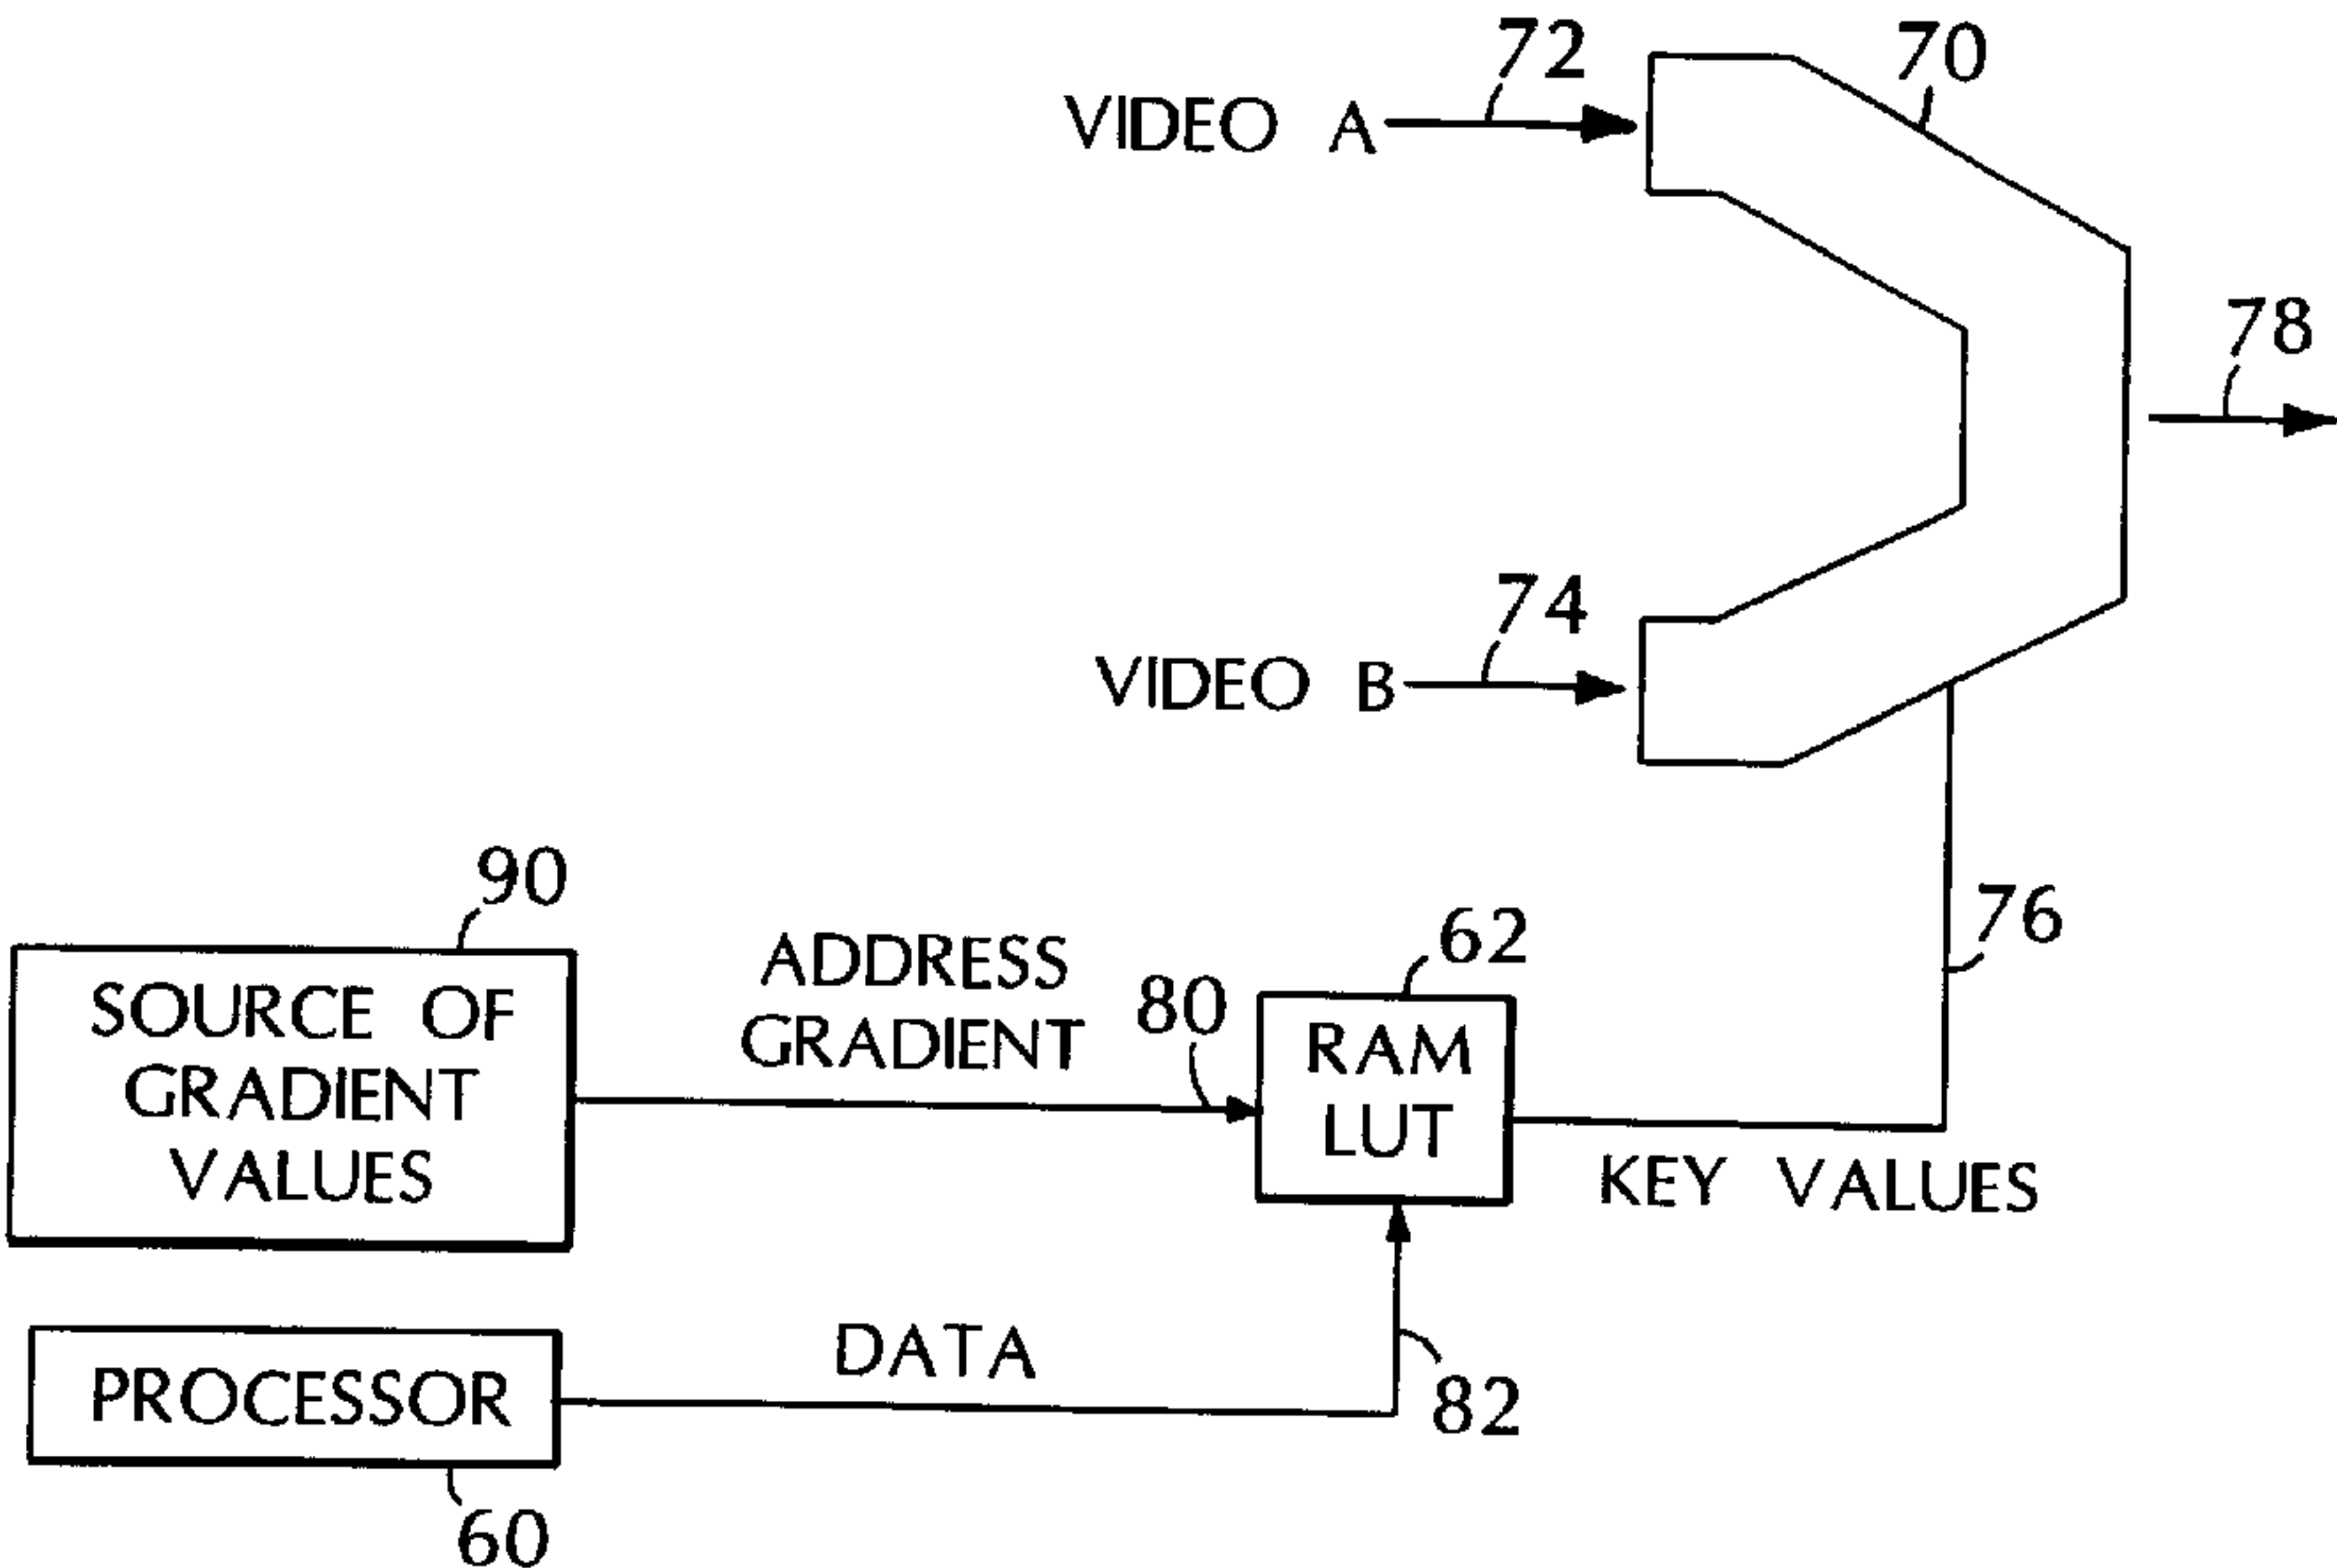 72
70
VIDEO A
78
74
VIDEO B
90
SOURCE OF
GRADIENT
VALUES
ADDRESS
GRADIENT
80
62
RAM
LUT
76
KEY VALUES
DATA
82
PROCESSOR
60